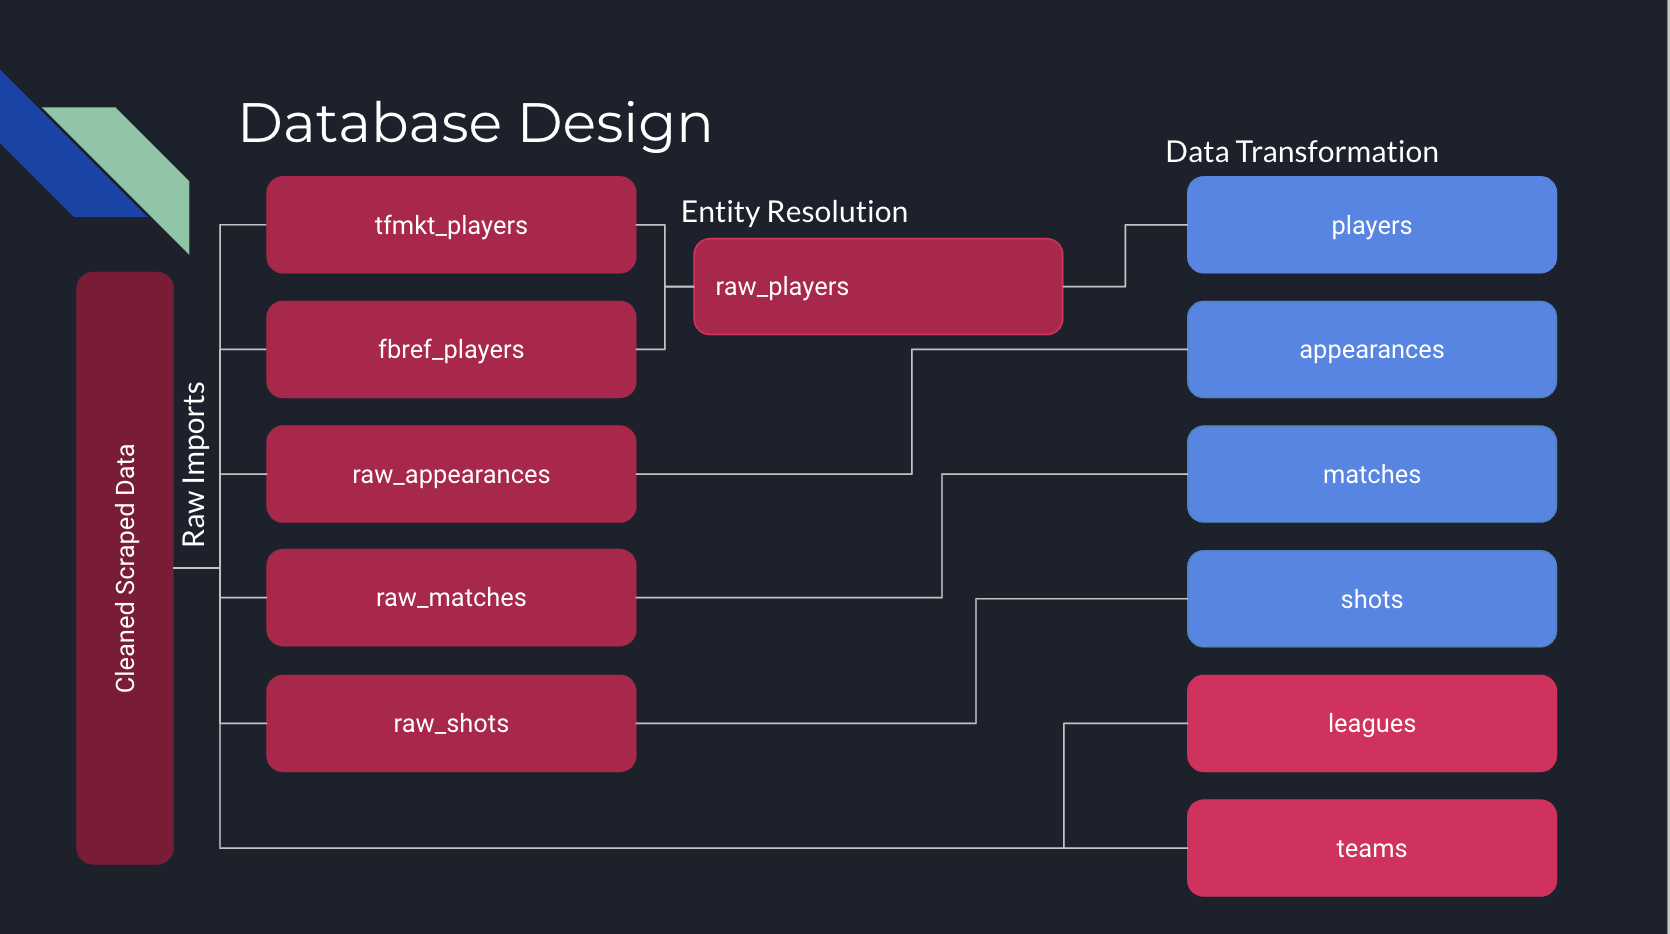 Database Design
Data Transformation
Entity Resolution
Raw Imports
Cleaned Scraped Data
tfmkt_players
fbref_players
raw_appearances
raw_matches
raw_shots
raw_players
players
appearances
matches
shots
leagues
teams